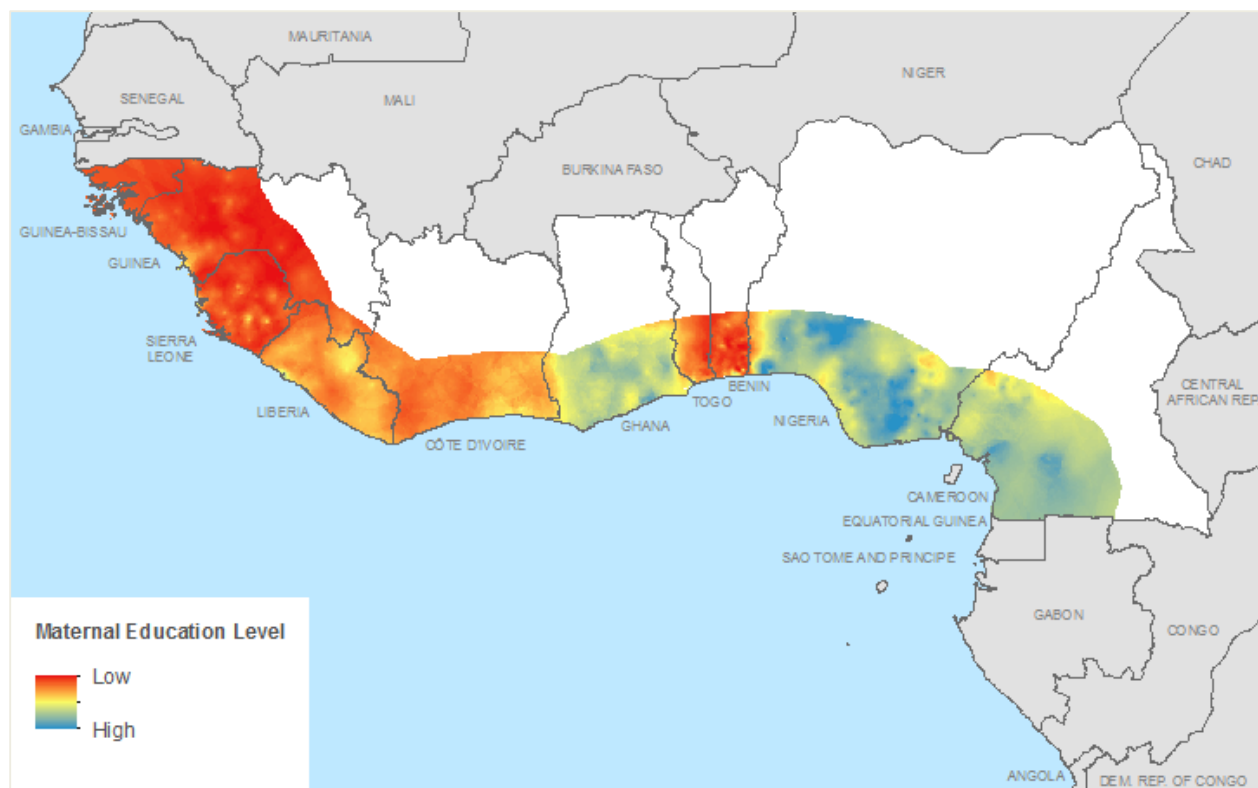 MAURITANIA
NIGER
SENEGAL
MALI
GAMBIA
CHAD
BURKINA FASO
GUINEA-BISSAU
GUINEA
SIERRA
LEONE
BENIN
CENTRAL
AFRICAN REP
TOGO
LIBERIA
GHANA
NIGERIA
CÔTE D'IVOIRE
CAMEROON
EQUATORIAL GUINEA
SAO TOME AND PRINCIPE
GABON
CONGO
Maternal Education Level
Low
High
ANGOLA
DEM. REP. OF CONGO